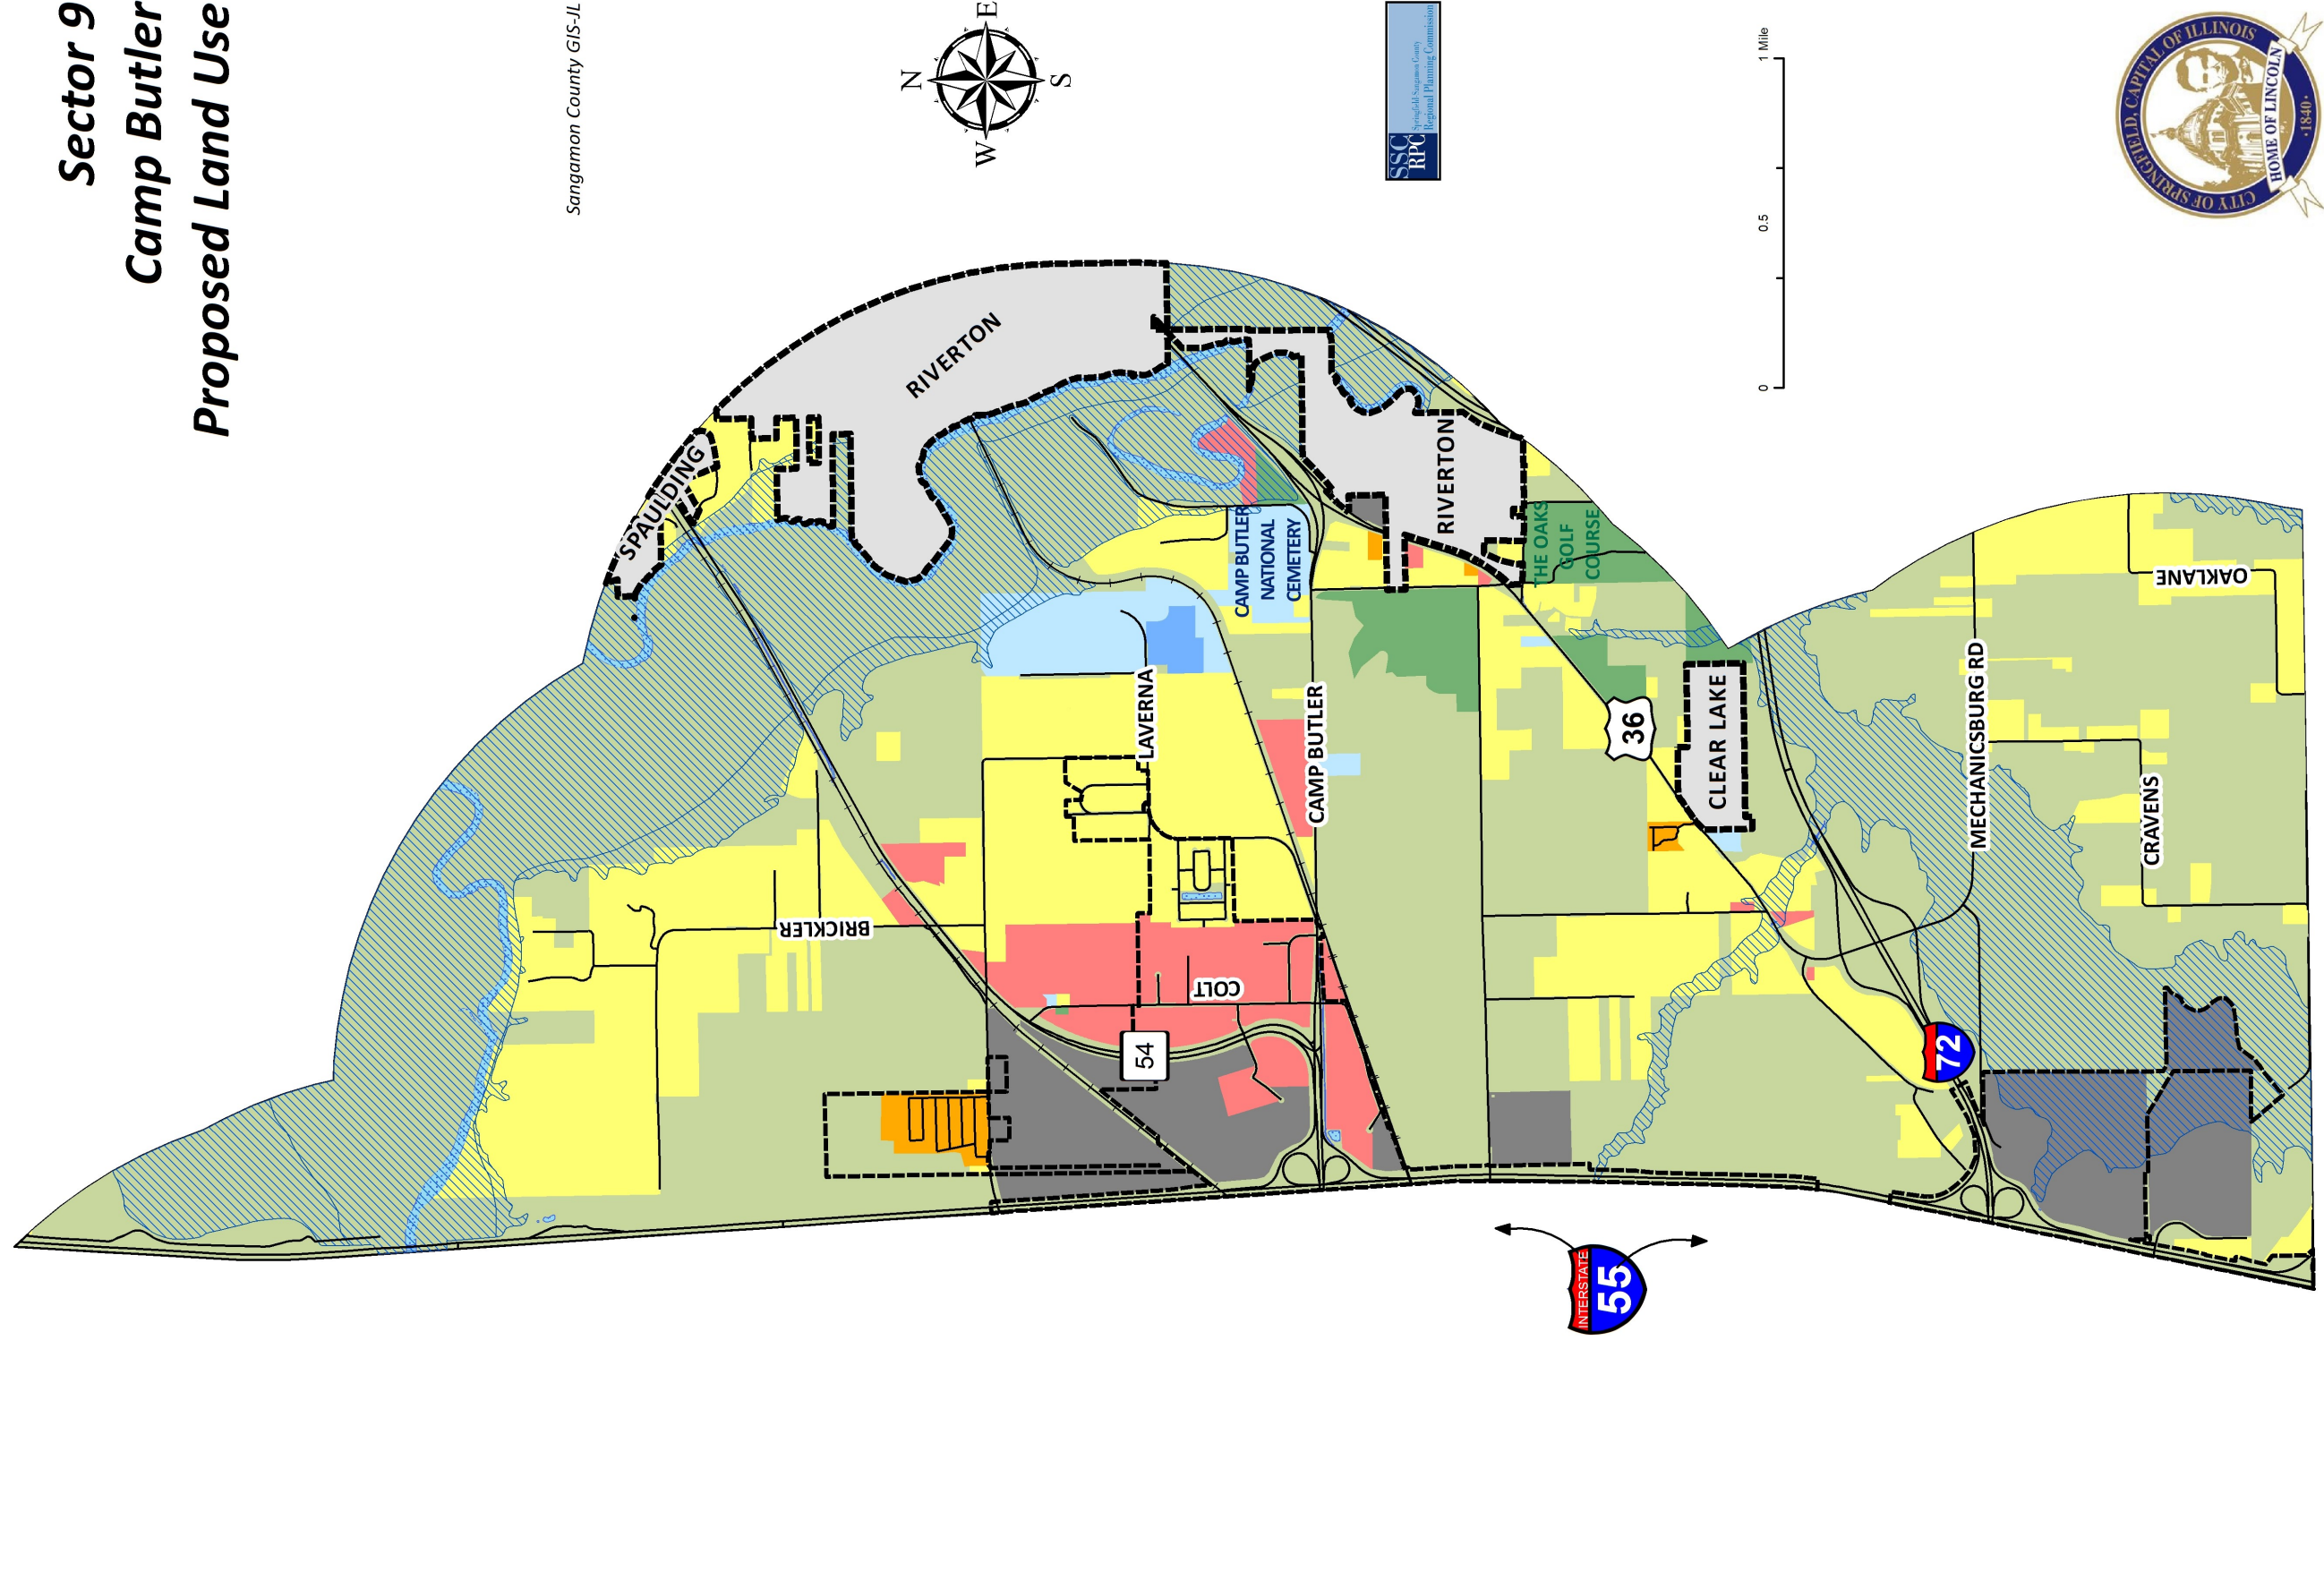 Sector 9
Camp Butler
Proposed Land Use
Sangamon County GIS-JL
N
E
S
W
SSC
RPC
Springfield-Sangamon County
Regional Planning Commission
1 Mile
0.5
0
CITY OF SPRINGFIELD, CAPITAL OF ILLINOIS
HOME OF LINCOLN
•1840•
SPAULDING
RIVERTON
RIVERTON
CAMP BUTLER
NATIONAL
CEMETERY
THE OAKS
GOLF
COURSE
OAKLANE
LAVERNA
CAMP BUTLER
36
CLEAR LAKE
MECHANICSBURG RD
CRAVENS
BRICKLER
COLT
54
72
INTERSTATE
55